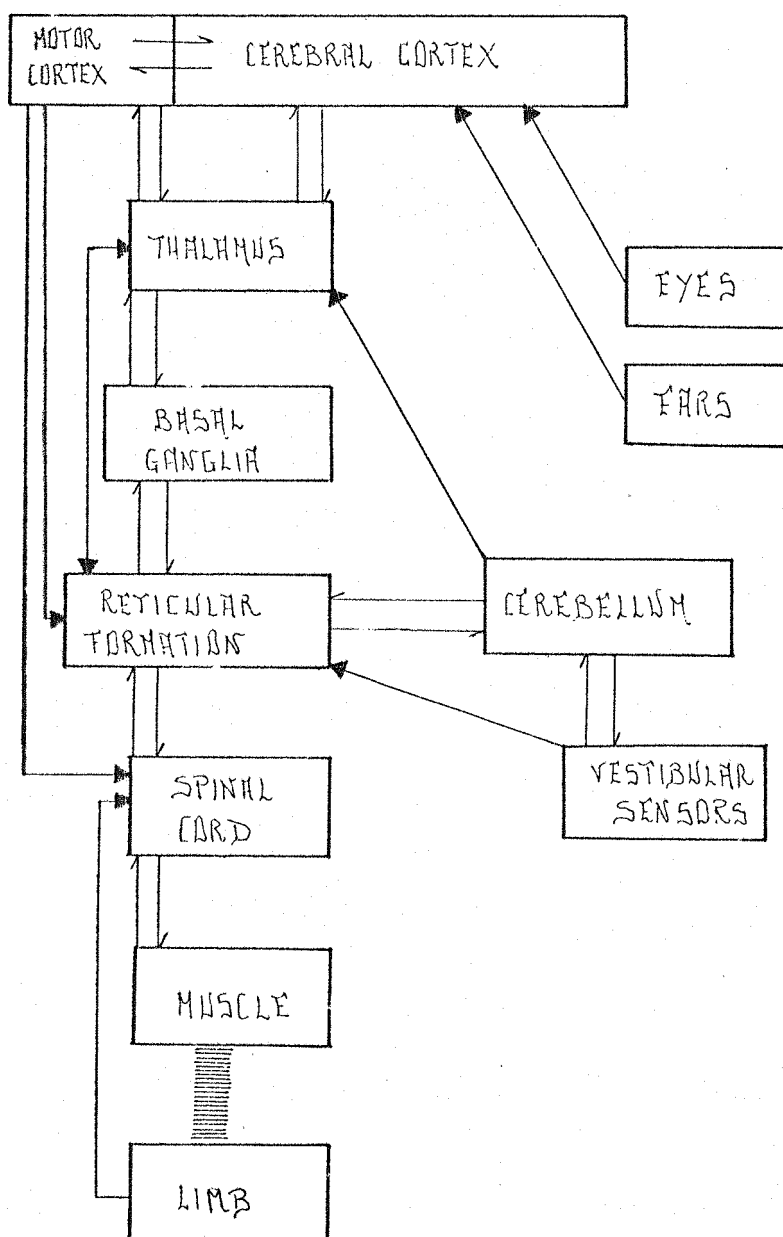 MOTOR
CORTEX
CEREBRAL CORTEX
THALAMUS
EYES
EARS
BASAL
GANGLIA
RETICULAR
FORMATION
CEREBELLUM
VESTIBULAR
SENSORS
SPINAL
CORD
MUSCLE
LIMB